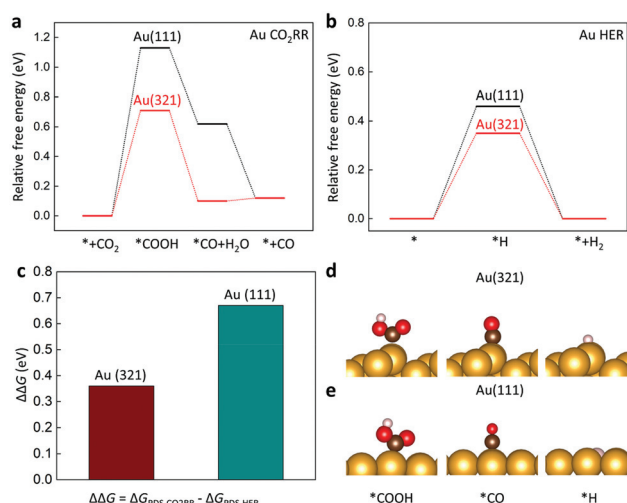 a
Au CO₂RR
Au(111)
Au(321)
Relative free energy (eV)
1.2
1.0
0.8
0.6
0.4
0.2
0.0
*+CO₂
*COOH
*CO+H₂O
*+CO
b
Au HER
Au(111)
Au(321)
Relative free energy (eV)
0.8
0.6
0.4
0.2
0.0
*
*H
*+H₂
c
Au (321)
Au (111)
ΔΔG (eV)
0.8
0.7
0.6
0.5
0.4
0.3
0.2
0.1
0.0
ΔΔG = ΔG_PDS,CO2RR - ΔG_PDS,HER
d
Au(321)
e
Au(111)
*COOH
*CO
*H